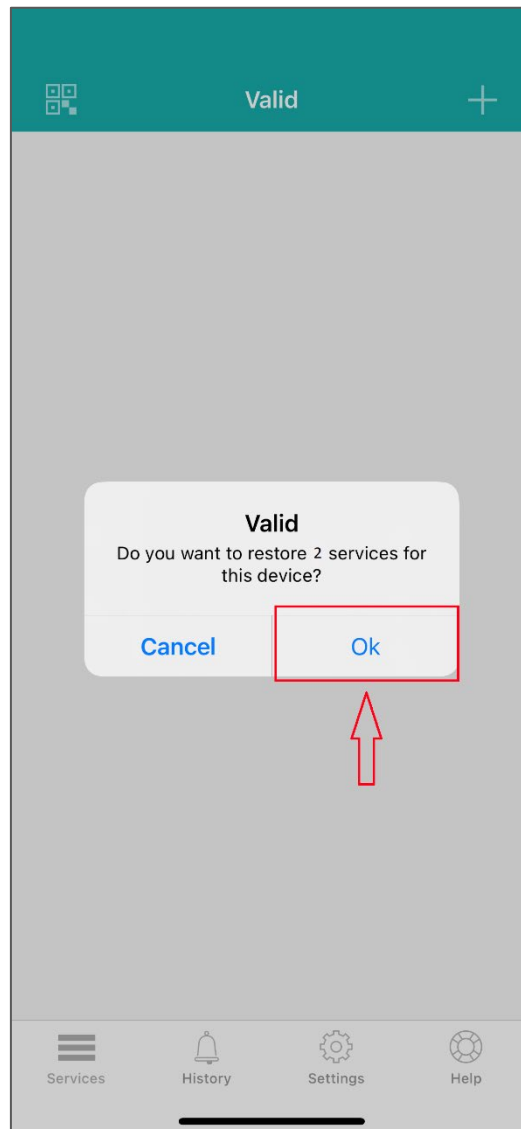 Valid
Valid
Do you want to restore 2 services for
this device?
Cancel
Ok
Services
History
Settings
Help